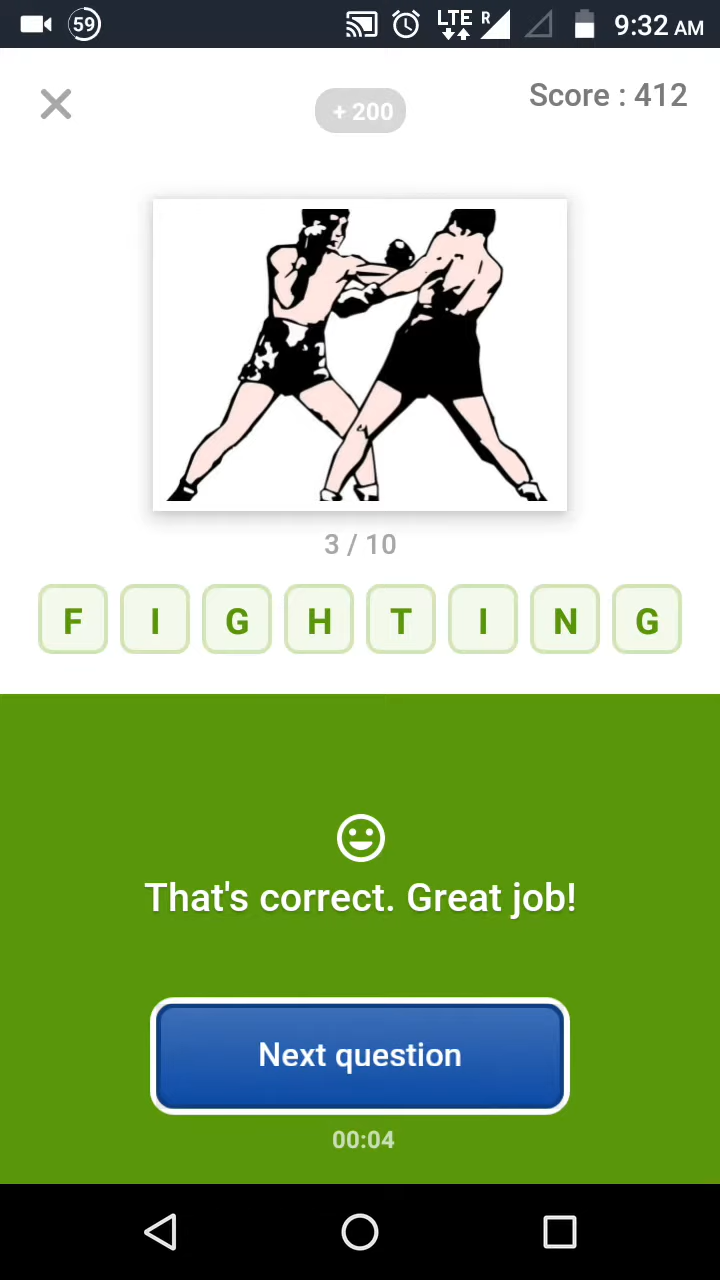 59 LTE R 9:32 AM
+ 200 Score : 412
3 / 10
F I G H T I N G
That's correct. Great job!
Next question
00:04